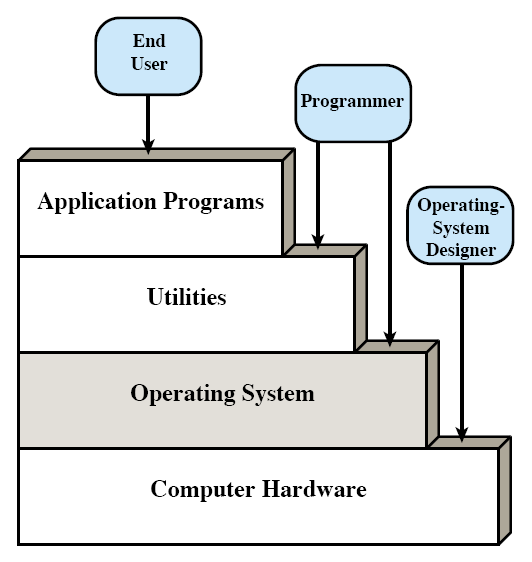 End
User
Programmer
Application Programs
Operating-
System
Designer
Utilities
Operating System
Computer Hardware